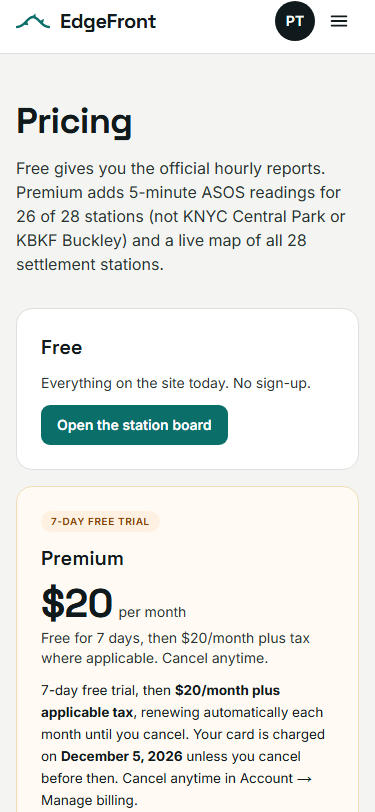 EdgeFront
PT
Pricing
Free gives you the official hourly reports.
Premium adds 5-minute ASOS readings for
26 of 28 stations (not KNYC Central Park or
KBKF Buckley) and a live map of all 28
settlement stations.
Free
Everything on the site today. No sign-up.
Open the station board
7-DAY FREE TRIAL
Premium
$20 per month
Free for 7 days, then $20/month plus tax
where applicable. Cancel anytime.
7-day free trial, then $20/month plus
applicable tax, renewing automatically each
month until you cancel. Your card is charged
on December 5, 2026 unless you cancel
before then. Cancel anytime in Account →
Manage billing.